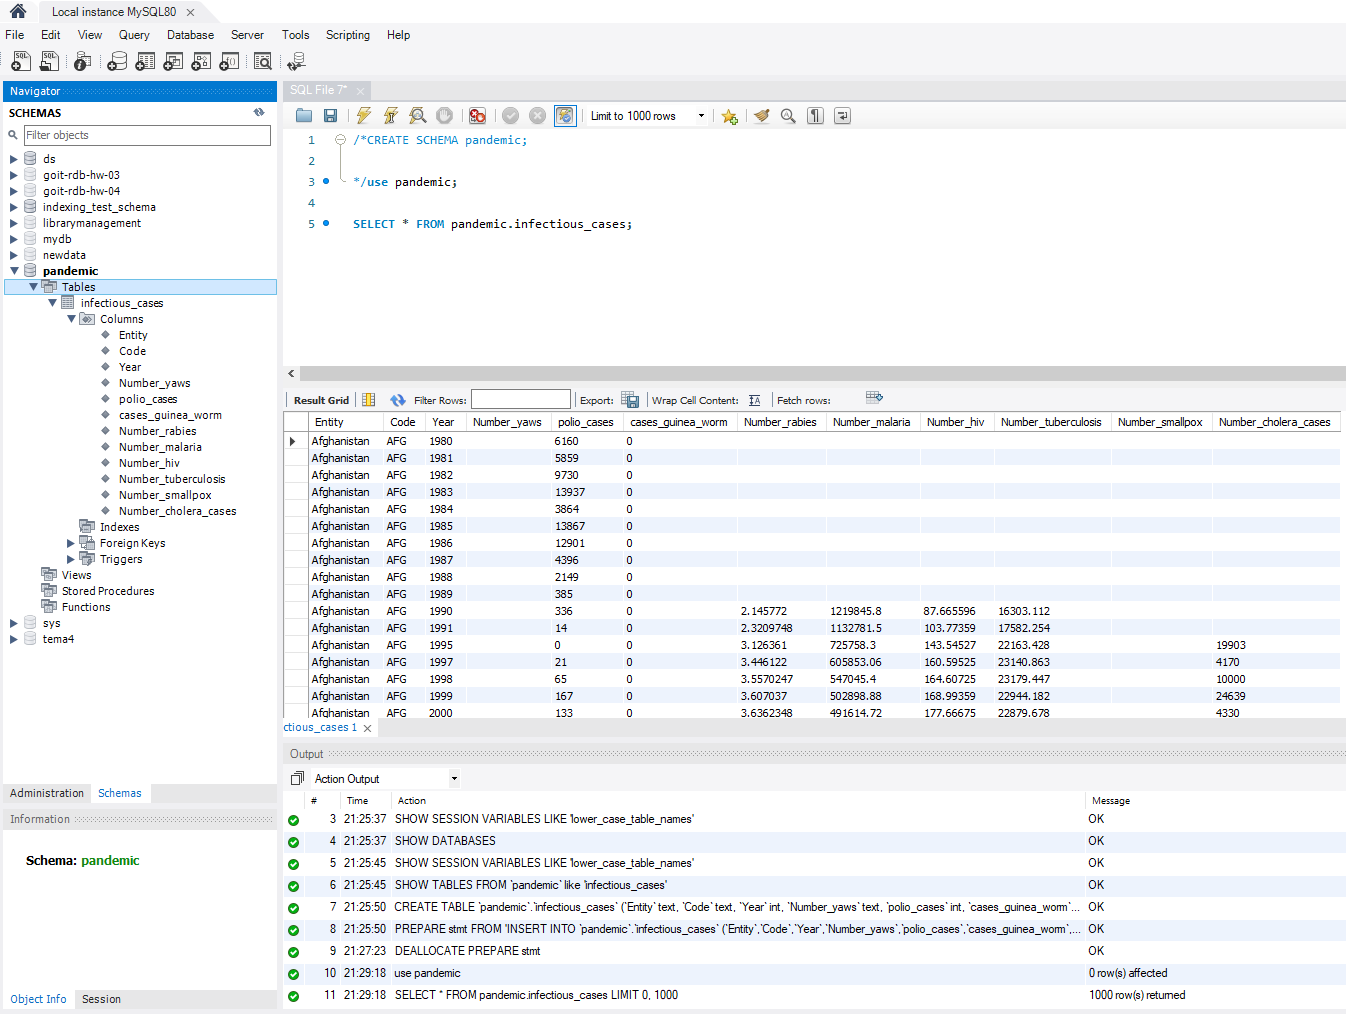 Local instance MySQL80
File Edit View Query Database Server Tools Scripting Help
Navigator
SCHEMAS
Filter objects
ds
goit-rdb-hw-03
goit-rdb-hw-04
indexing_test_schema
librarymanagement
mydb
newdata
pandemic
Tables
infectious_cases
Columns
Entity
Code
Year
Number_yaws
polio_cases
cases_guinea_worm
Number_rabies
Number_malaria
Number_hiv
Number_tuberculosis
Number_smallpox
Number_cholera_cases
Indexes
Foreign Keys
Triggers
Views
Stored Procedures
Functions
sys
tema4
Administration Schemas
Information
Schema: pandemic
Object Info Session
SQL File 7*
Limit to 1000 rows
1 /*CREATE SCHEMA pandemic;
2
3 */use pandemic;
4
5 SELECT * FROM pandemic.infectious_cases;
Result Grid Filter Rows: Export: Wrap Cell Content: Fetch rows:
Entity Code Year Number_yaws polio_cases cases_guinea_worm Number_rabies Number_malaria Number_hiv Number_tuberculosis Number_smallpox Number_cholera_cases
Afghanistan AFG 1980 6160 0
Afghanistan AFG 1981 5859 0
Afghanistan AFG 1982 9730 0
Afghanistan AFG 1983 13937 0
Afghanistan AFG 1984 3864 0
Afghanistan AFG 1985 13867 0
Afghanistan AFG 1986 12901 0
Afghanistan AFG 1987 4396 0
Afghanistan AFG 1988 2149 0
Afghanistan AFG 1989 385 0
Afghanistan AFG 1990 336 0 2.145772 1219845.8 87.665596 16303.112
Afghanistan AFG 1991 14 0 2.3209748 1132781.5 103.77359 17582.254
Afghanistan AFG 1995 0 0 3.126361 725758.3 143.54527 22163.428 19903
Afghanistan AFG 1997 21 0 3.446122 605853.06 160.59525 23140.863 4170
Afghanistan AFG 1998 65 0 3.5570247 547045.4 164.60725 23179.447 10000
Afghanistan AFG 1999 167 0 3.607037 502898.88 168.99359 22944.182 24639
Afghanistan AFG 2000 133 0 3.6362348 491614.72 177.66675 22879.678 4330
ctious_cases 1
Output
Action Output
# Time Action Message
3 21:25:37 SHOW SESSION VARIABLES LIKE 'lower_case_table_names' OK
4 21:25:37 SHOW DATABASES OK
5 21:25:45 SHOW SESSION VARIABLES LIKE 'lower_case_table_names' OK
6 21:25:45 SHOW TABLES FROM `pandemic` like 'infectious_cases' OK
7 21:25:50 CREATE TABLE `pandemic`.`infectious_cases` (`Entity` text, `Code` text, `Year` int, `Number_yaws` text, `polio_cases` int, `cases_guinea_worm`... OK
8 21:25:50 PREPARE stmt FROM 'INSERT INTO `pandemic`.`infectious_cases` (`Entity`,`Code`,`Year`,`Number_yaws`,`polio_cases`,`cases_guinea_worm`,... OK
9 21:27:23 DEALLOCATE PREPARE stmt OK
10 21:29:18 use pandemic 0 row(s) affected
11 21:29:18 SELECT * FROM pandemic.infectious_cases LIMIT 0, 1000 1000 row(s) returned